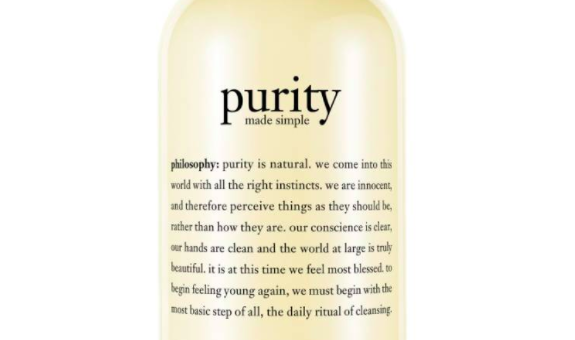 purity
made simple
philosophy: purity is natural. we come into this
world with all the right instincts. we are innocent,
and therefore perceive things as they should be,
rather than how they are. our conscience is clear,
our hands are clean and the world at large is truly
beautiful. it is at this time we feel most blessed. to
begin feeling young again, we must begin with the
most basic step of all, the daily ritual of cleansing.